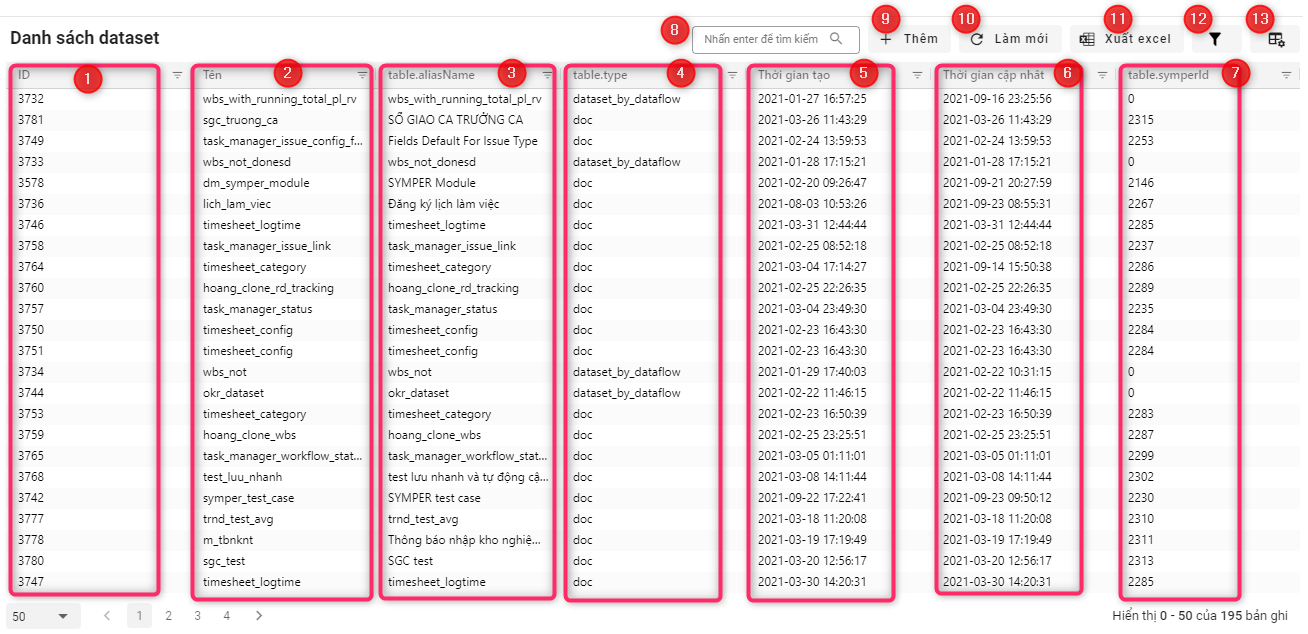 8 9 10 11 12 13
Danh sách dataset Nhấn enter để tìm kiếm Thêm Làm mới Xuất excel
ID 1 Tên 2 table.aliasName 3 table.type 4 Thời gian tạo 5 Thời gian cập nhật 6 table.symperId 7
3732 wbs_with_running_total_pl_rv wbs_with_running_total_pl_rv dataset_by_dataflow 2021-01-27 16:57:25 2021-09-16 23:25:56 0
3781 sgc_truong_ca SỔ GIAO CA TRƯỞNG CA doc 2021-03-26 11:43:29 2021-03-26 11:43:29 2315
3749 task_manager_issue_config_f... Fields Default For Issue Type doc 2021-02-24 13:59:53 2021-02-24 13:59:53 2253
3733 wbs_not_donesd wbs_not_donesd dataset_by_dataflow 2021-01-28 17:15:21 2021-01-28 17:15:21 0
3578 dm_symper_module SYMPER Module doc 2021-02-20 09:26:47 2021-09-21 20:27:59 2146
3736 lich_lam_viec Đăng ký lịch làm việc doc 2021-08-03 10:53:26 2021-09-23 08:55:31 2267
3746 timesheet_logtime timesheet_logtime doc 2021-03-31 12:44:44 2021-03-31 12:44:44 2285
3758 task_manager_issue_link task_manager_issue_link doc 2021-02-25 08:52:18 2021-02-25 08:52:18 2237
3764 timesheet_category timesheet_category doc 2021-03-04 17:14:27 2021-09-14 15:50:38 2286
3760 hoang_clone_rd_tracking hoang_clone_rd_tracking doc 2021-02-25 22:26:35 2021-02-25 22:26:35 2289
3757 task_manager_status task_manager_status doc 2021-03-04 23:49:30 2021-03-04 23:49:30 2235
3750 timesheet_config timesheet_config doc 2021-02-23 16:43:30 2021-02-23 16:43:30 2284
3751 timesheet_config timesheet_config doc 2021-02-23 16:43:30 2021-02-23 16:43:30 2284
3734 wbs_not wbs_not dataset_by_dataflow 2021-01-29 17:40:03 2021-02-22 10:31:15 0
3744 okr_dataset okr_dataset dataset_by_dataflow 2021-02-22 11:46:15 2021-02-22 11:46:15 0
3753 timesheet_category timesheet_category doc 2021-02-23 16:50:39 2021-02-23 16:50:39 2283
3759 hoang_clone_wbs hoang_clone_wbs doc 2021-02-25 23:25:51 2021-02-25 23:25:51 2287
3765 task_manager_workflow_stat... task_manager_workflow_stat... doc 2021-03-05 01:11:01 2021-03-05 01:11:01 2299
3768 test_luu_nhanh test lưu nhanh và tự động cậ... doc 2021-03-08 14:11:44 2021-03-08 14:11:44 2302
3742 symper_test_case SYMPER test case doc 2021-09-22 17:22:41 2021-09-23 09:50:12 2230
3777 trnd_test_avg trnd_test_avg doc 2021-03-18 11:20:08 2021-03-18 11:20:08 2310
3778 m_tbnknt Thông báo nhập kho nghiệ... doc 2021-03-19 17:19:49 2021-03-19 17:19:49 2311
3780 sgc_test SGC test doc 2021-03-20 12:56:17 2021-03-20 12:56:17 2313
3747 timesheet_logtime timesheet_logtime doc 2021-03-30 14:20:31 2021-03-30 14:20:31 2285
50 1 2 3 4 Hiển thị 0 - 50 của 195 bản ghi